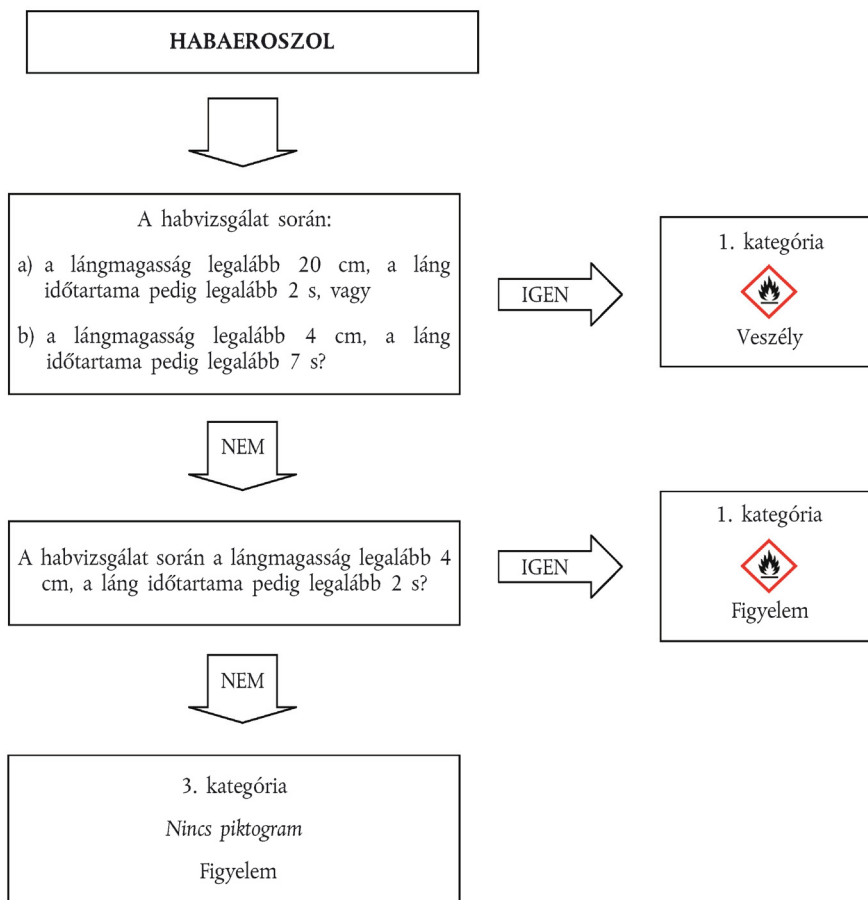 HABAEROSZOL
A habvizsgálat során:
a) a lángmagasság legalább 20 cm, a láng
időtartama pedig legalább 2 s, vagy
b) a lángmagasság legalább 4 cm, a láng
időtartama pedig legalább 7 s?
IGEN
1. kategória
Veszély
NEM
A habvizsgálat során a lángmagasság legalább 4
cm, a láng időtartama pedig legalább 2 s?
IGEN
1. kategória
Figyelem
NEM
3. kategória
Nincs piktogram
Figyelem